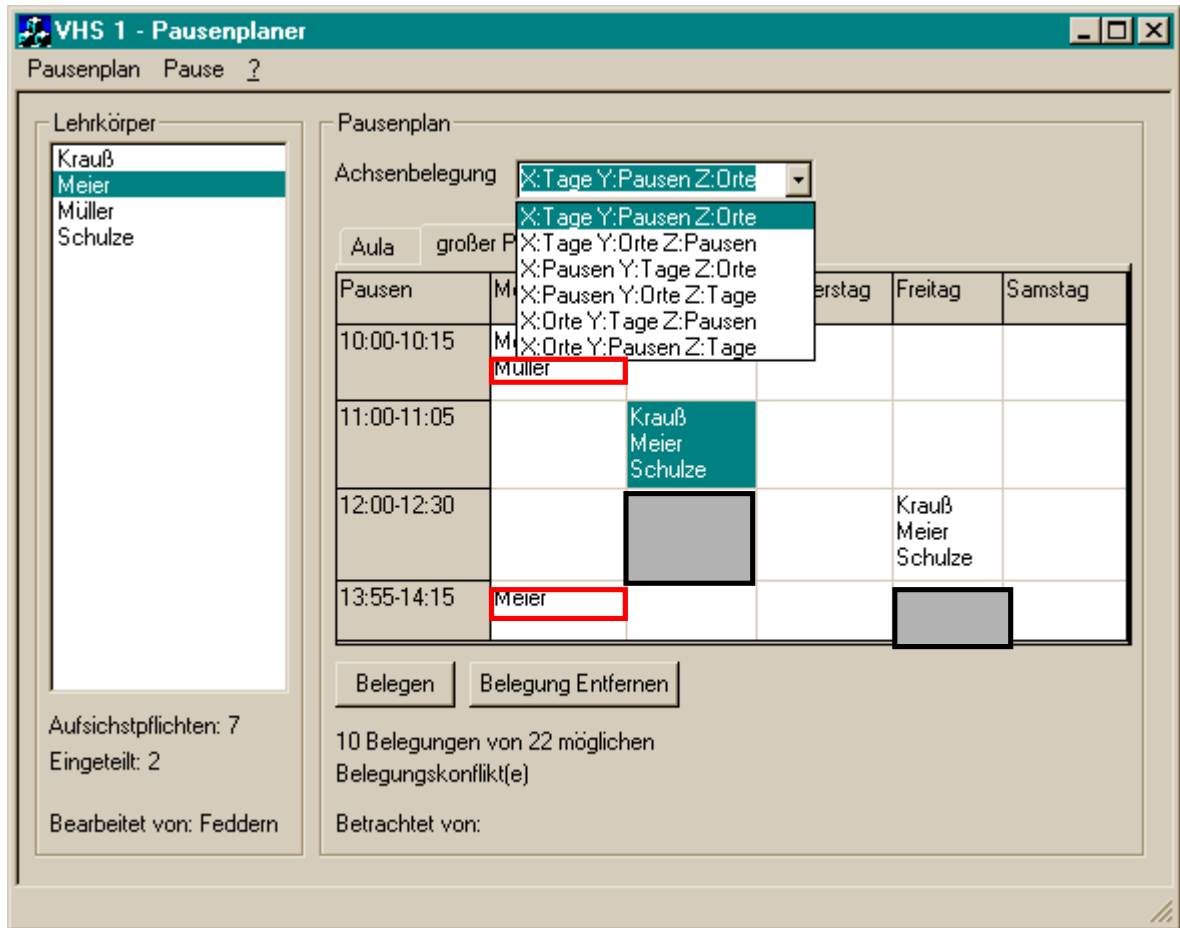 VHS 1 - Pausenplaner
Pausenplan Pause ?
Lehrkörper
Krauß
Meier
Müller
Schulze
Aufsichstpflichten: 7
Eingeteilt: 2
Bearbeitet von: Feddern
Pausenplan
Achsenbelegung X:Tage Y:Pausen Z:Orte
X:Tage Y:Pausen Z:Orte
X:Tage Y:Orte Z:Pausen
X:Pausen Y:Tage Z:Orte
X:Pausen Y:Orte Z:Tage
X:Orte Y:Tage Z:Pausen
X:Orte Y:Pausen Z:Tage
Aula großer
Pausen Freitag Samstag
10:00-10:15
Müller
11:00-11:05 Krauß
Meier
Schulze
12:00-12:30 Krauß
Meier
Schulze
13:55-14:15 Meier
Belegen Belegung Entfernen
10 Belegungen von 22 möglichen
Belegungskonflikt(e)
Betrachtet von: